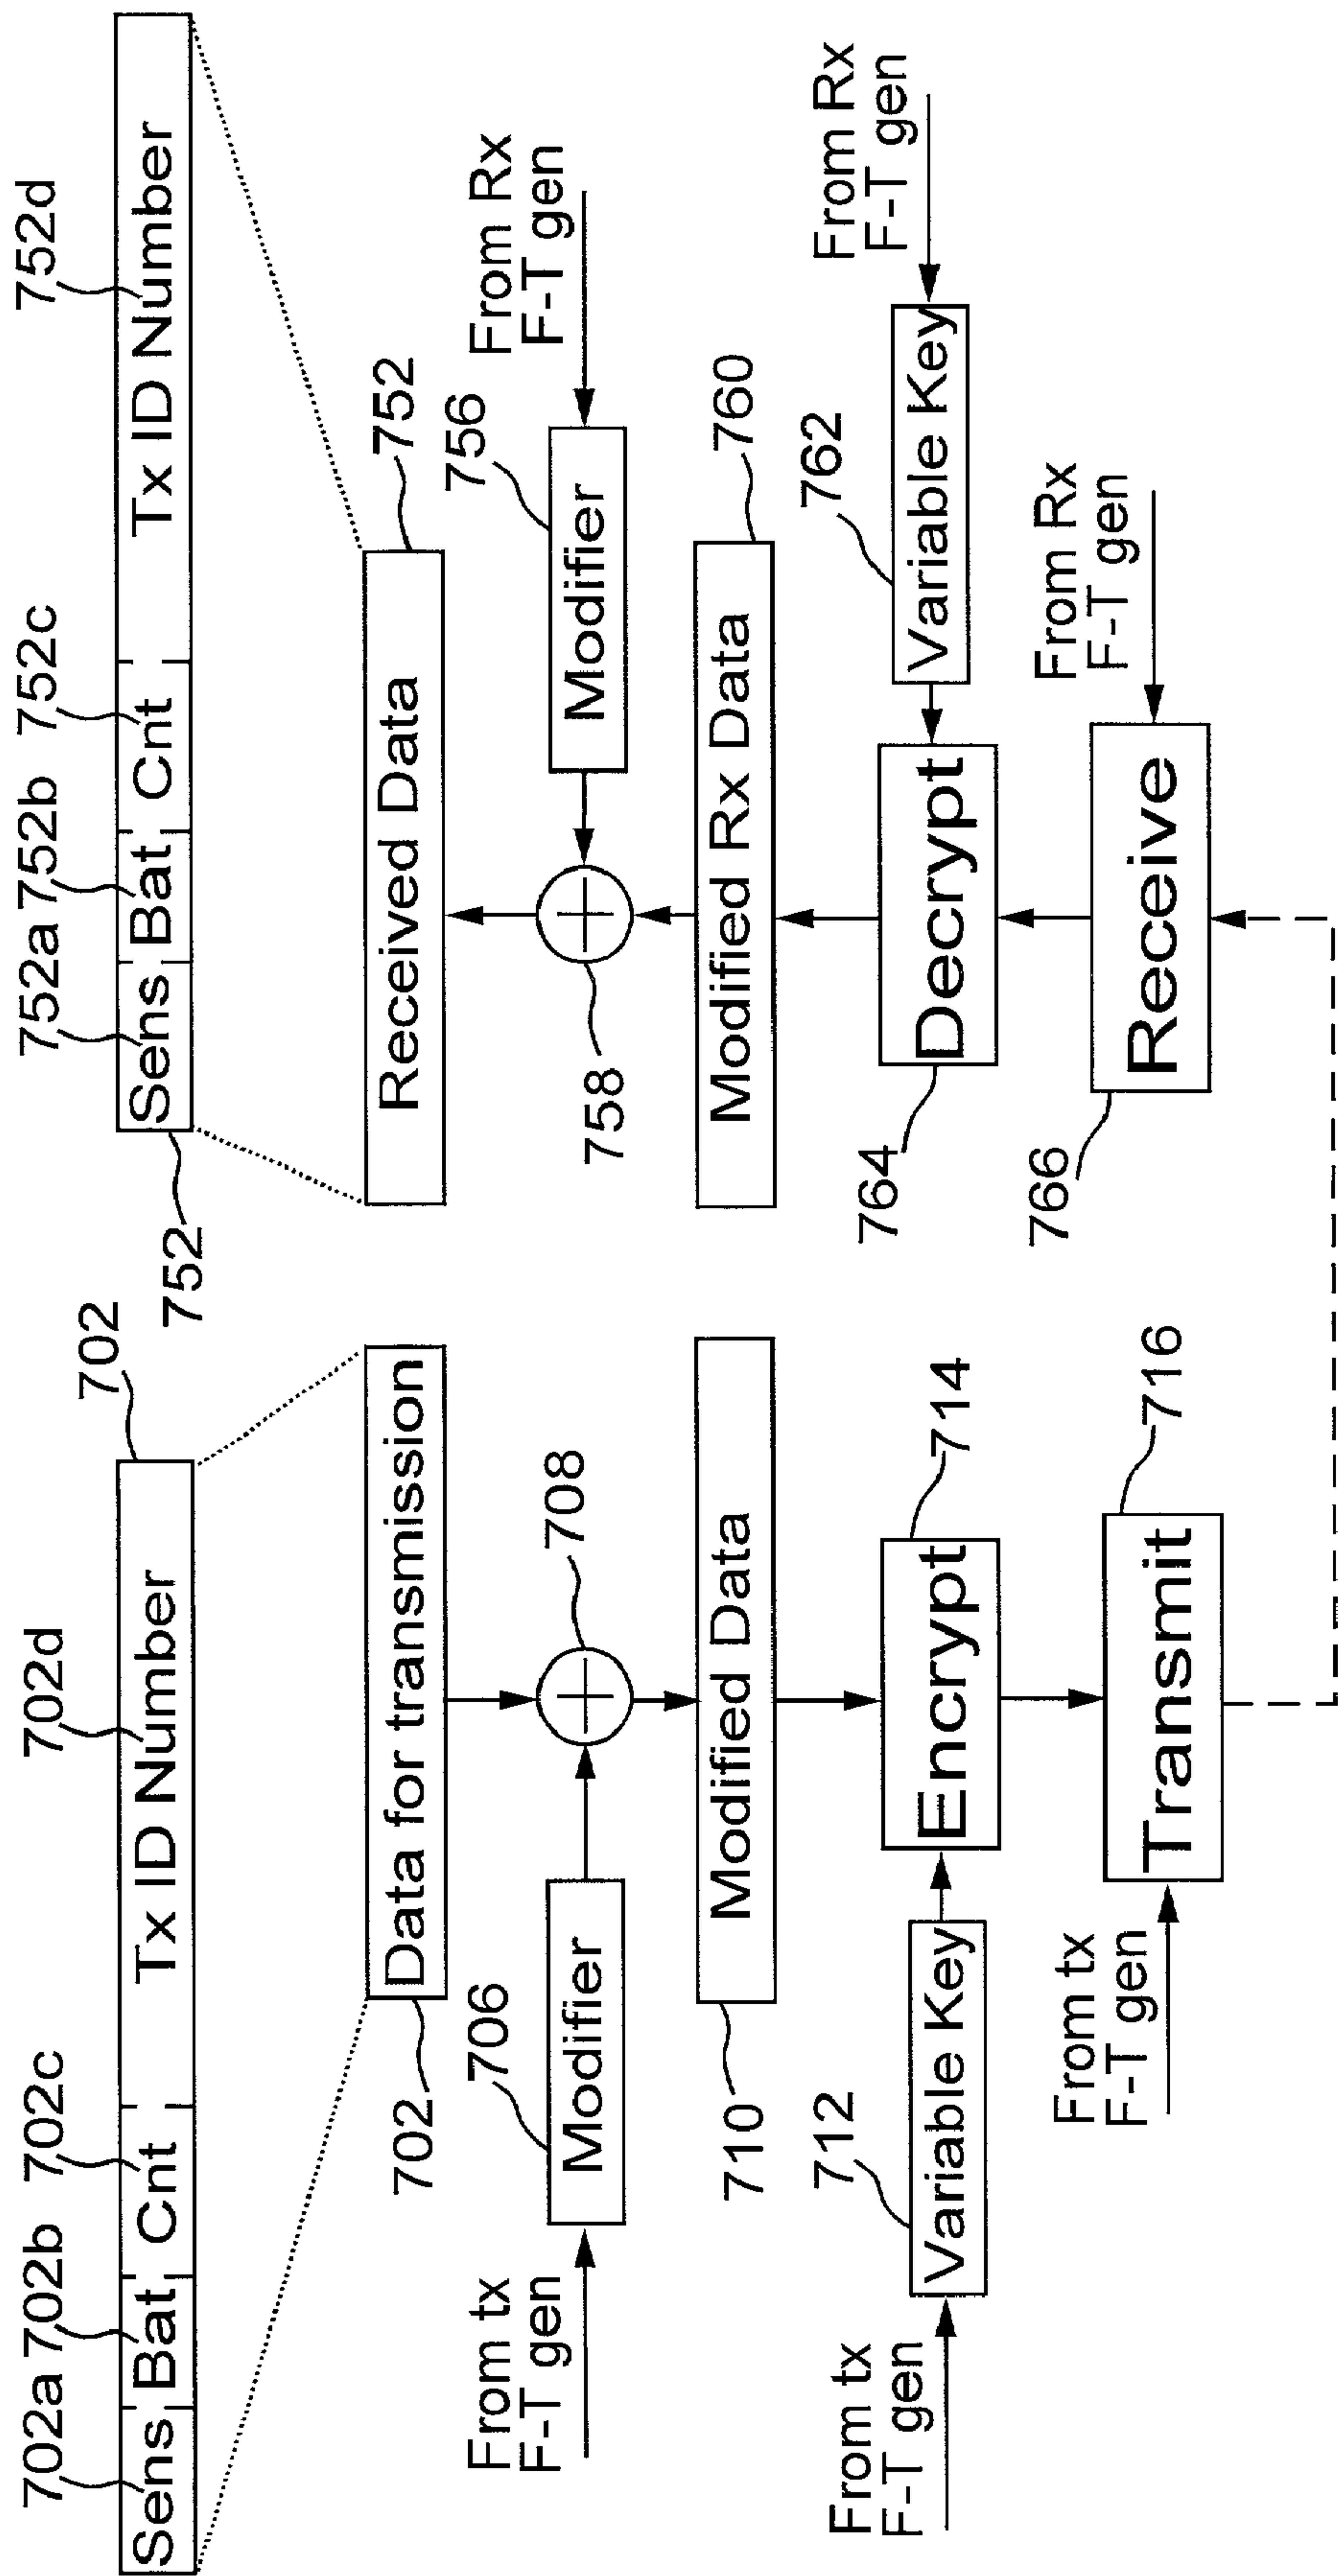 702a 702b 702c
702d
702
Sens Bat Cnt Tx ID Number
Data for transmission
702
706
708
Modifier
From tx
F-T gen
Modified Data
710
712
714
Variable Key
Encrypt
From tx
F-T gen
716
Transmit
From tx
F-T gen
752a 752b 752c
752d
Sens Bat Cnt Tx ID Number
752
752
Received Data
From Rx
F-T gen
756
Modifier
758
760
Modified Rx Data
From Rx
F-T gen
762
Variable Key
Decrypt
764
From Rx
F-T gen
Receive
766